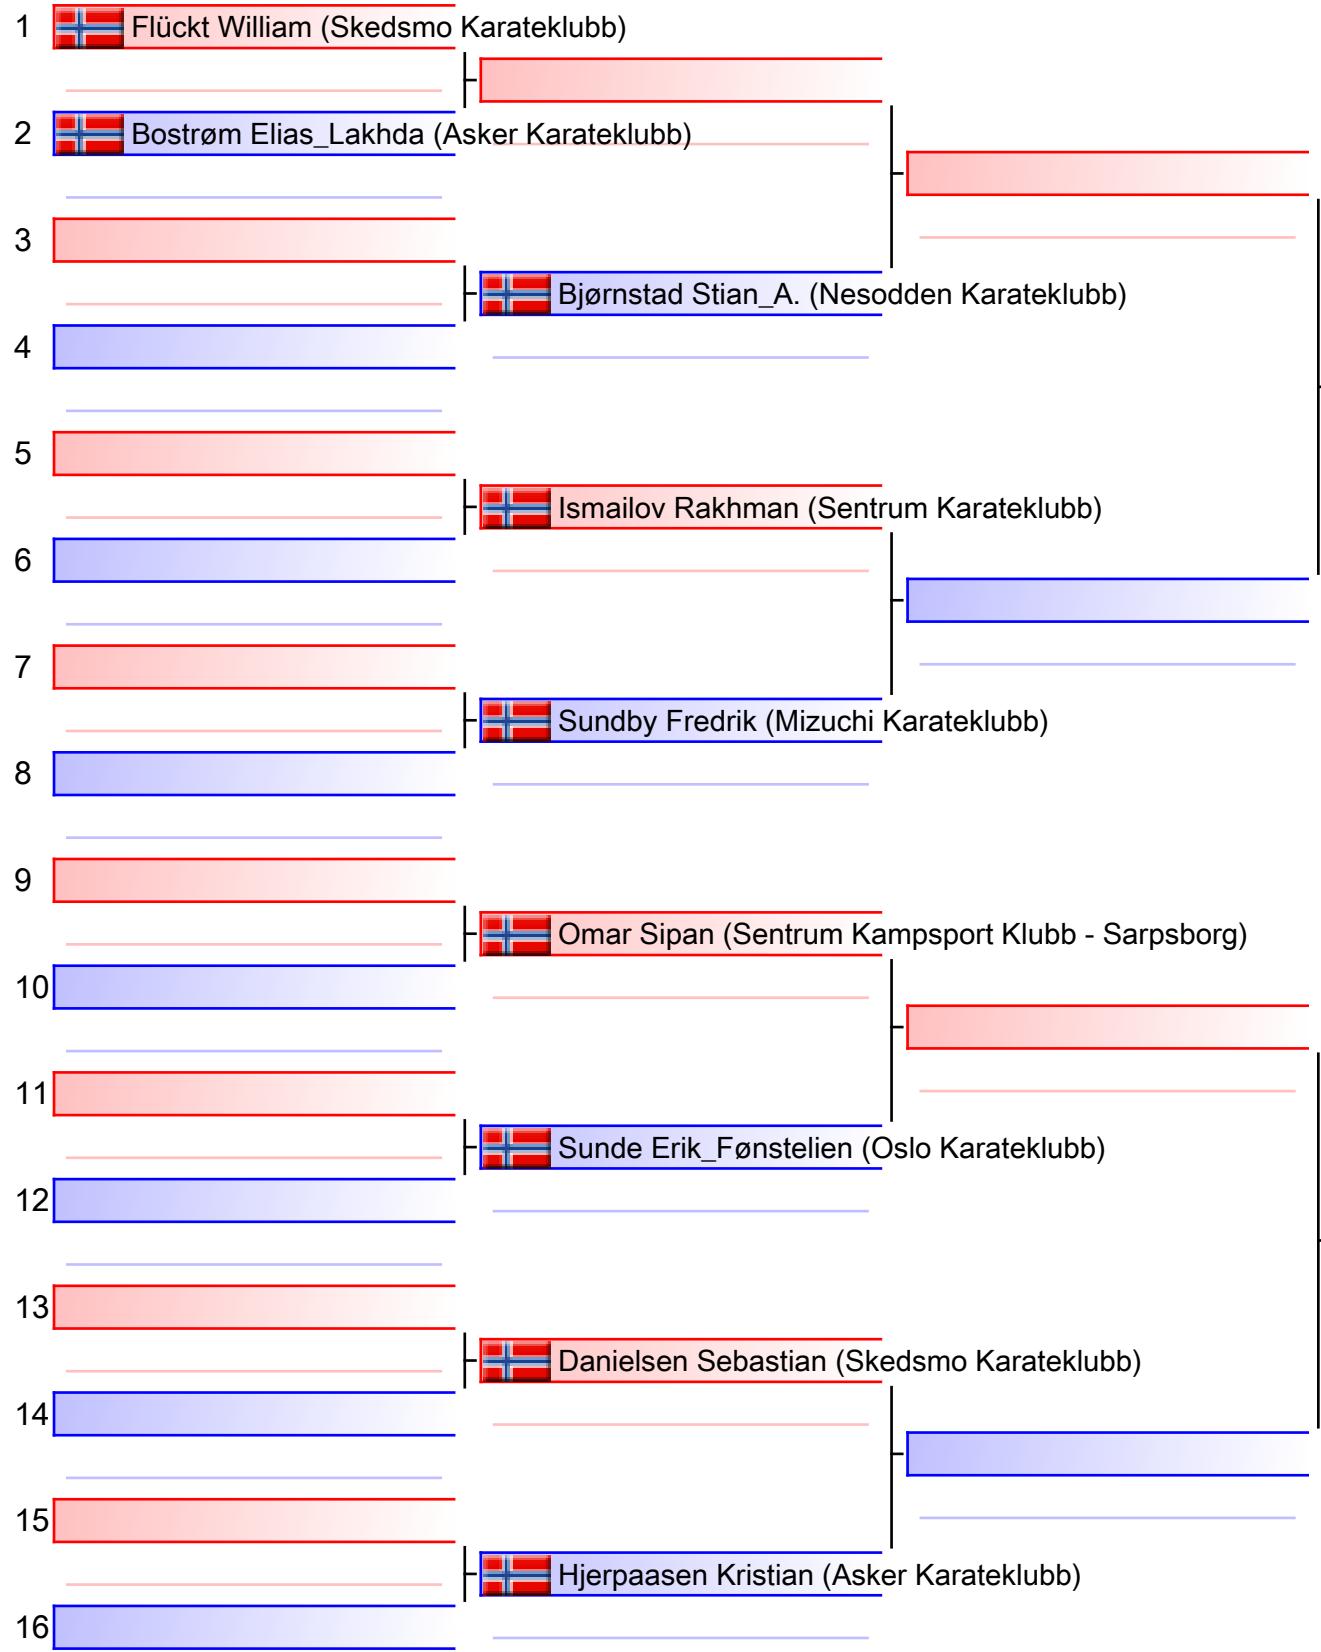 1 Flückt William (Skedsmo Karateklubb)
2 Bostrøm Elias_Lakhda (Asker Karateklubb)
3
Bjørnstad Stian_A. (Nesodden Karateklubb)
4
5
Ismailov Rakhman (Sentrum Karateklubb)
6
7
Sundby Fredrik (Mizuchi Karateklubb)
8
9
Omar Sipan (Sentrum Kampsport Klubb - Sarpsborg)
10
11
Sunde Erik_Fønstelien (Oslo Karateklubb)
12
13
Danielsen Sebastian (Skedsmo Karateklubb)
14
15
Hjerpaasen Kristian (Asker Karateklubb)
16